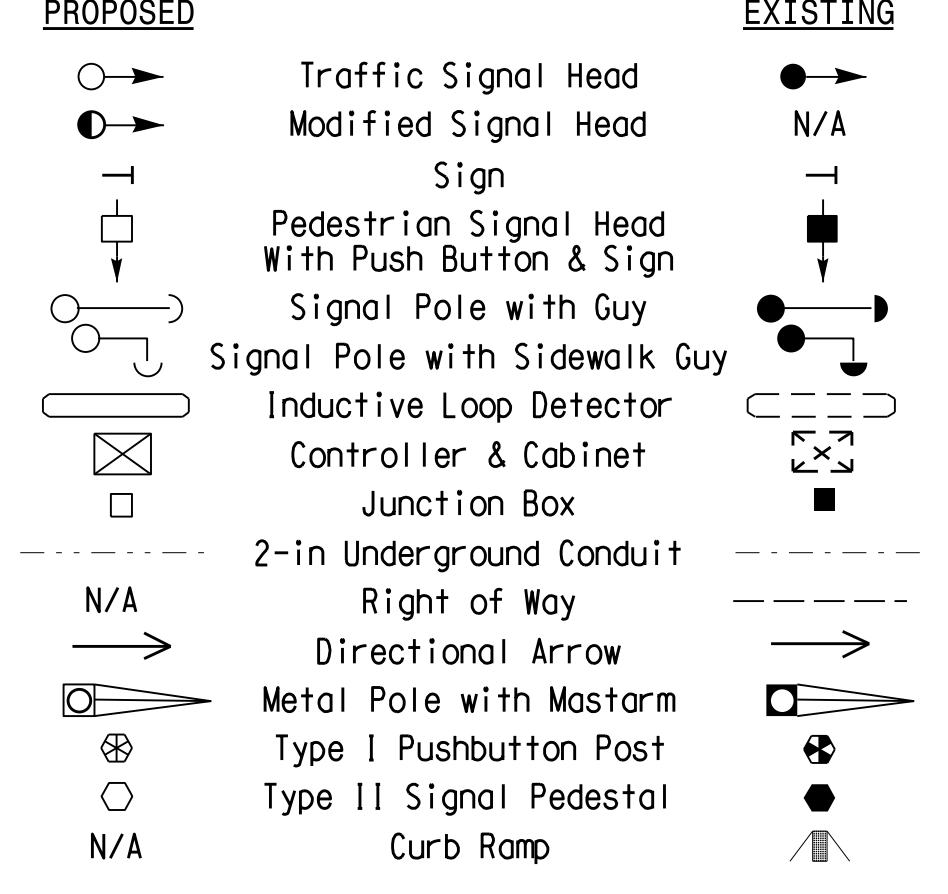 PROPOSED EXISTING
Traffic Signal Head
Modified Signal Head N/A
Sign
Pedestrian Signal Head
With Push Button & Sign
Signal Pole with Guy
Signal Pole with Sidewalk Guy
Inductive Loop Detector
Controller & Cabinet
Junction Box
2-in Underground Conduit
N/A Right of Way
Directional Arrow
Metal Pole with Mastarm
Type I Pushbutton Post
Type II Signal Pedestal
N/A Curb Ramp